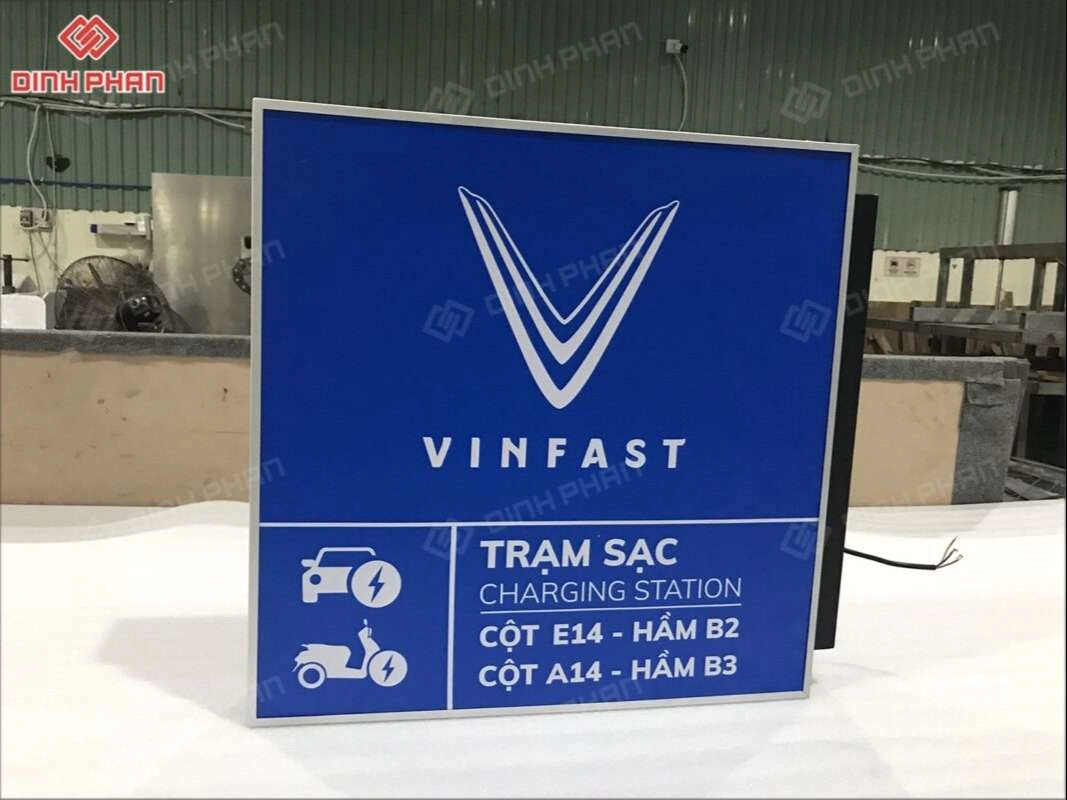 DINH PHAN
VINFAST
TRẠM SẠC
CHARGING STATION
CỘT E14 - HẦM B2
CỘT A14 - HẦM B3